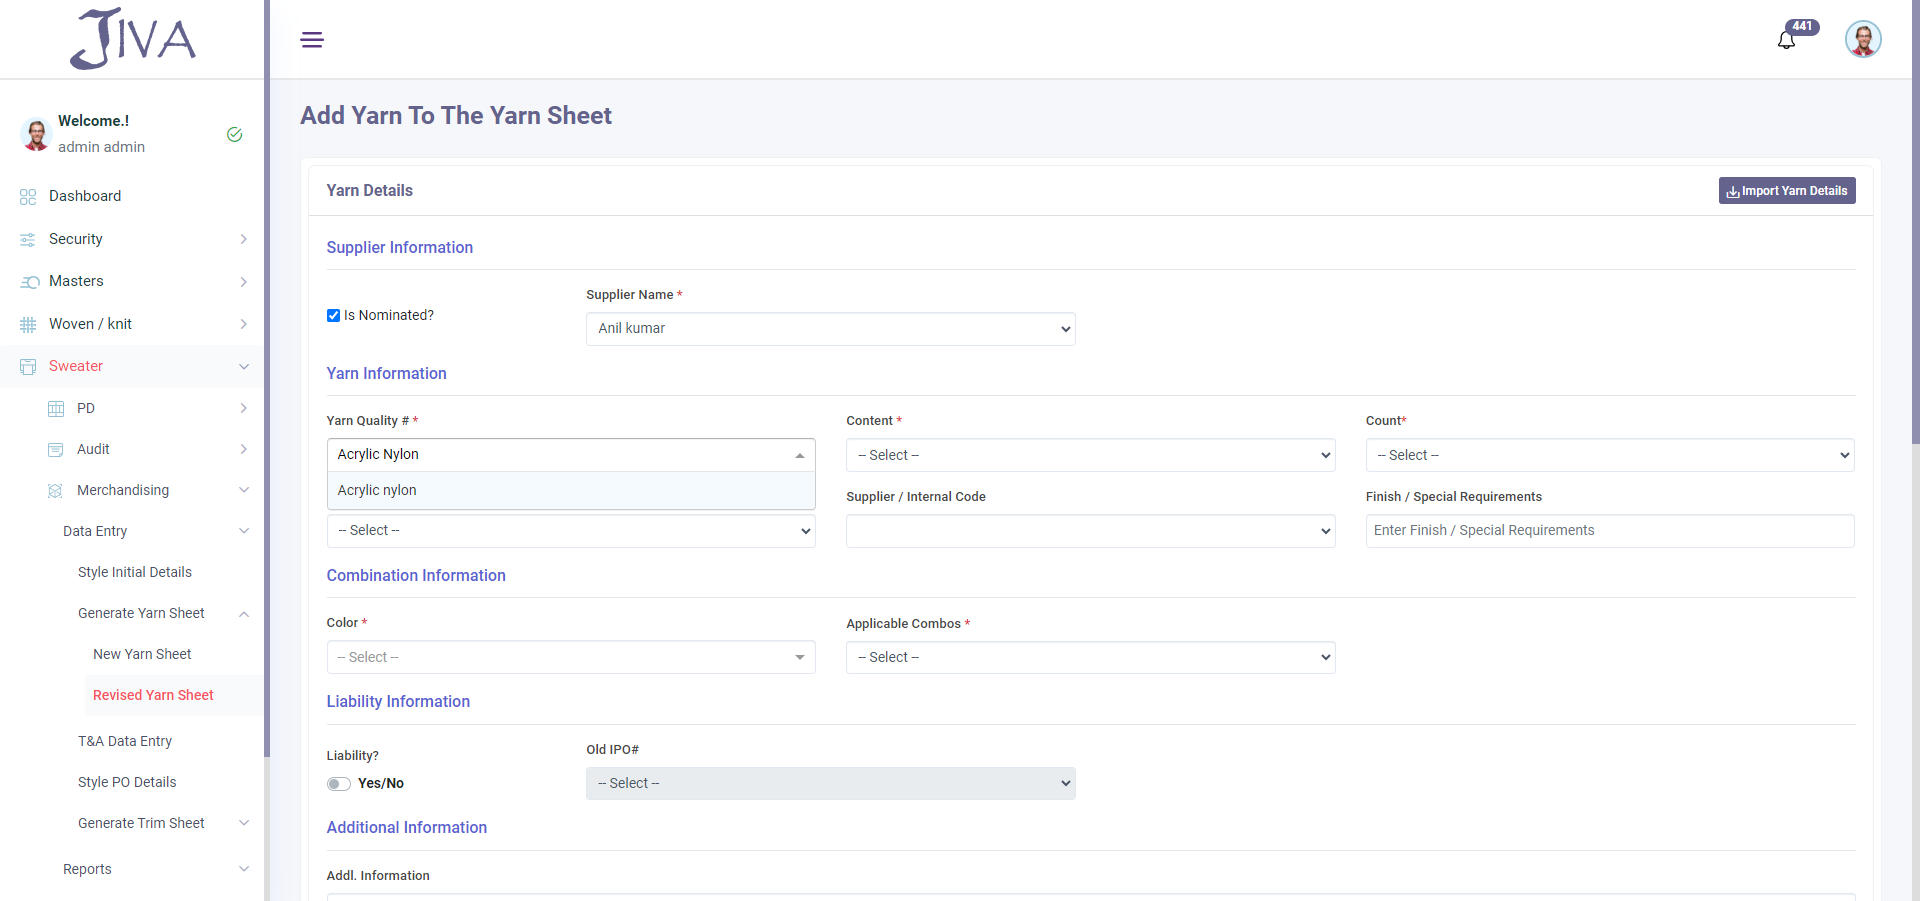 JIVA
441
Welcome.!
admin admin
Dashboard
Security
Masters
Woven / knit
Sweater
PD
Audit
Merchandising
Data Entry
Style Initial Details
Generate Yarn Sheet
New Yarn Sheet
Revised Yarn Sheet
T&A Data Entry
Style PO Details
Generate Trim Sheet
Reports
Add Yarn To The Yarn Sheet
Yarn Details
Import Yarn Details
Supplier Information
Is Nominated?
Supplier Name *
Anil kumar
Yarn Information
Yarn Quality # *
Content *
Count*
Acrylic Nylon
-- Select --
-- Select --
Acrylic nylon
Supplier / Internal Code
Finish / Special Requirements
-- Select --
Enter Finish / Special Requirements
Combination Information
Color *
Applicable Combos *
-- Select --
-- Select --
Liability Information
Liability?
Old IPO#
Yes/No
-- Select --
Additional Information
Addl. Information